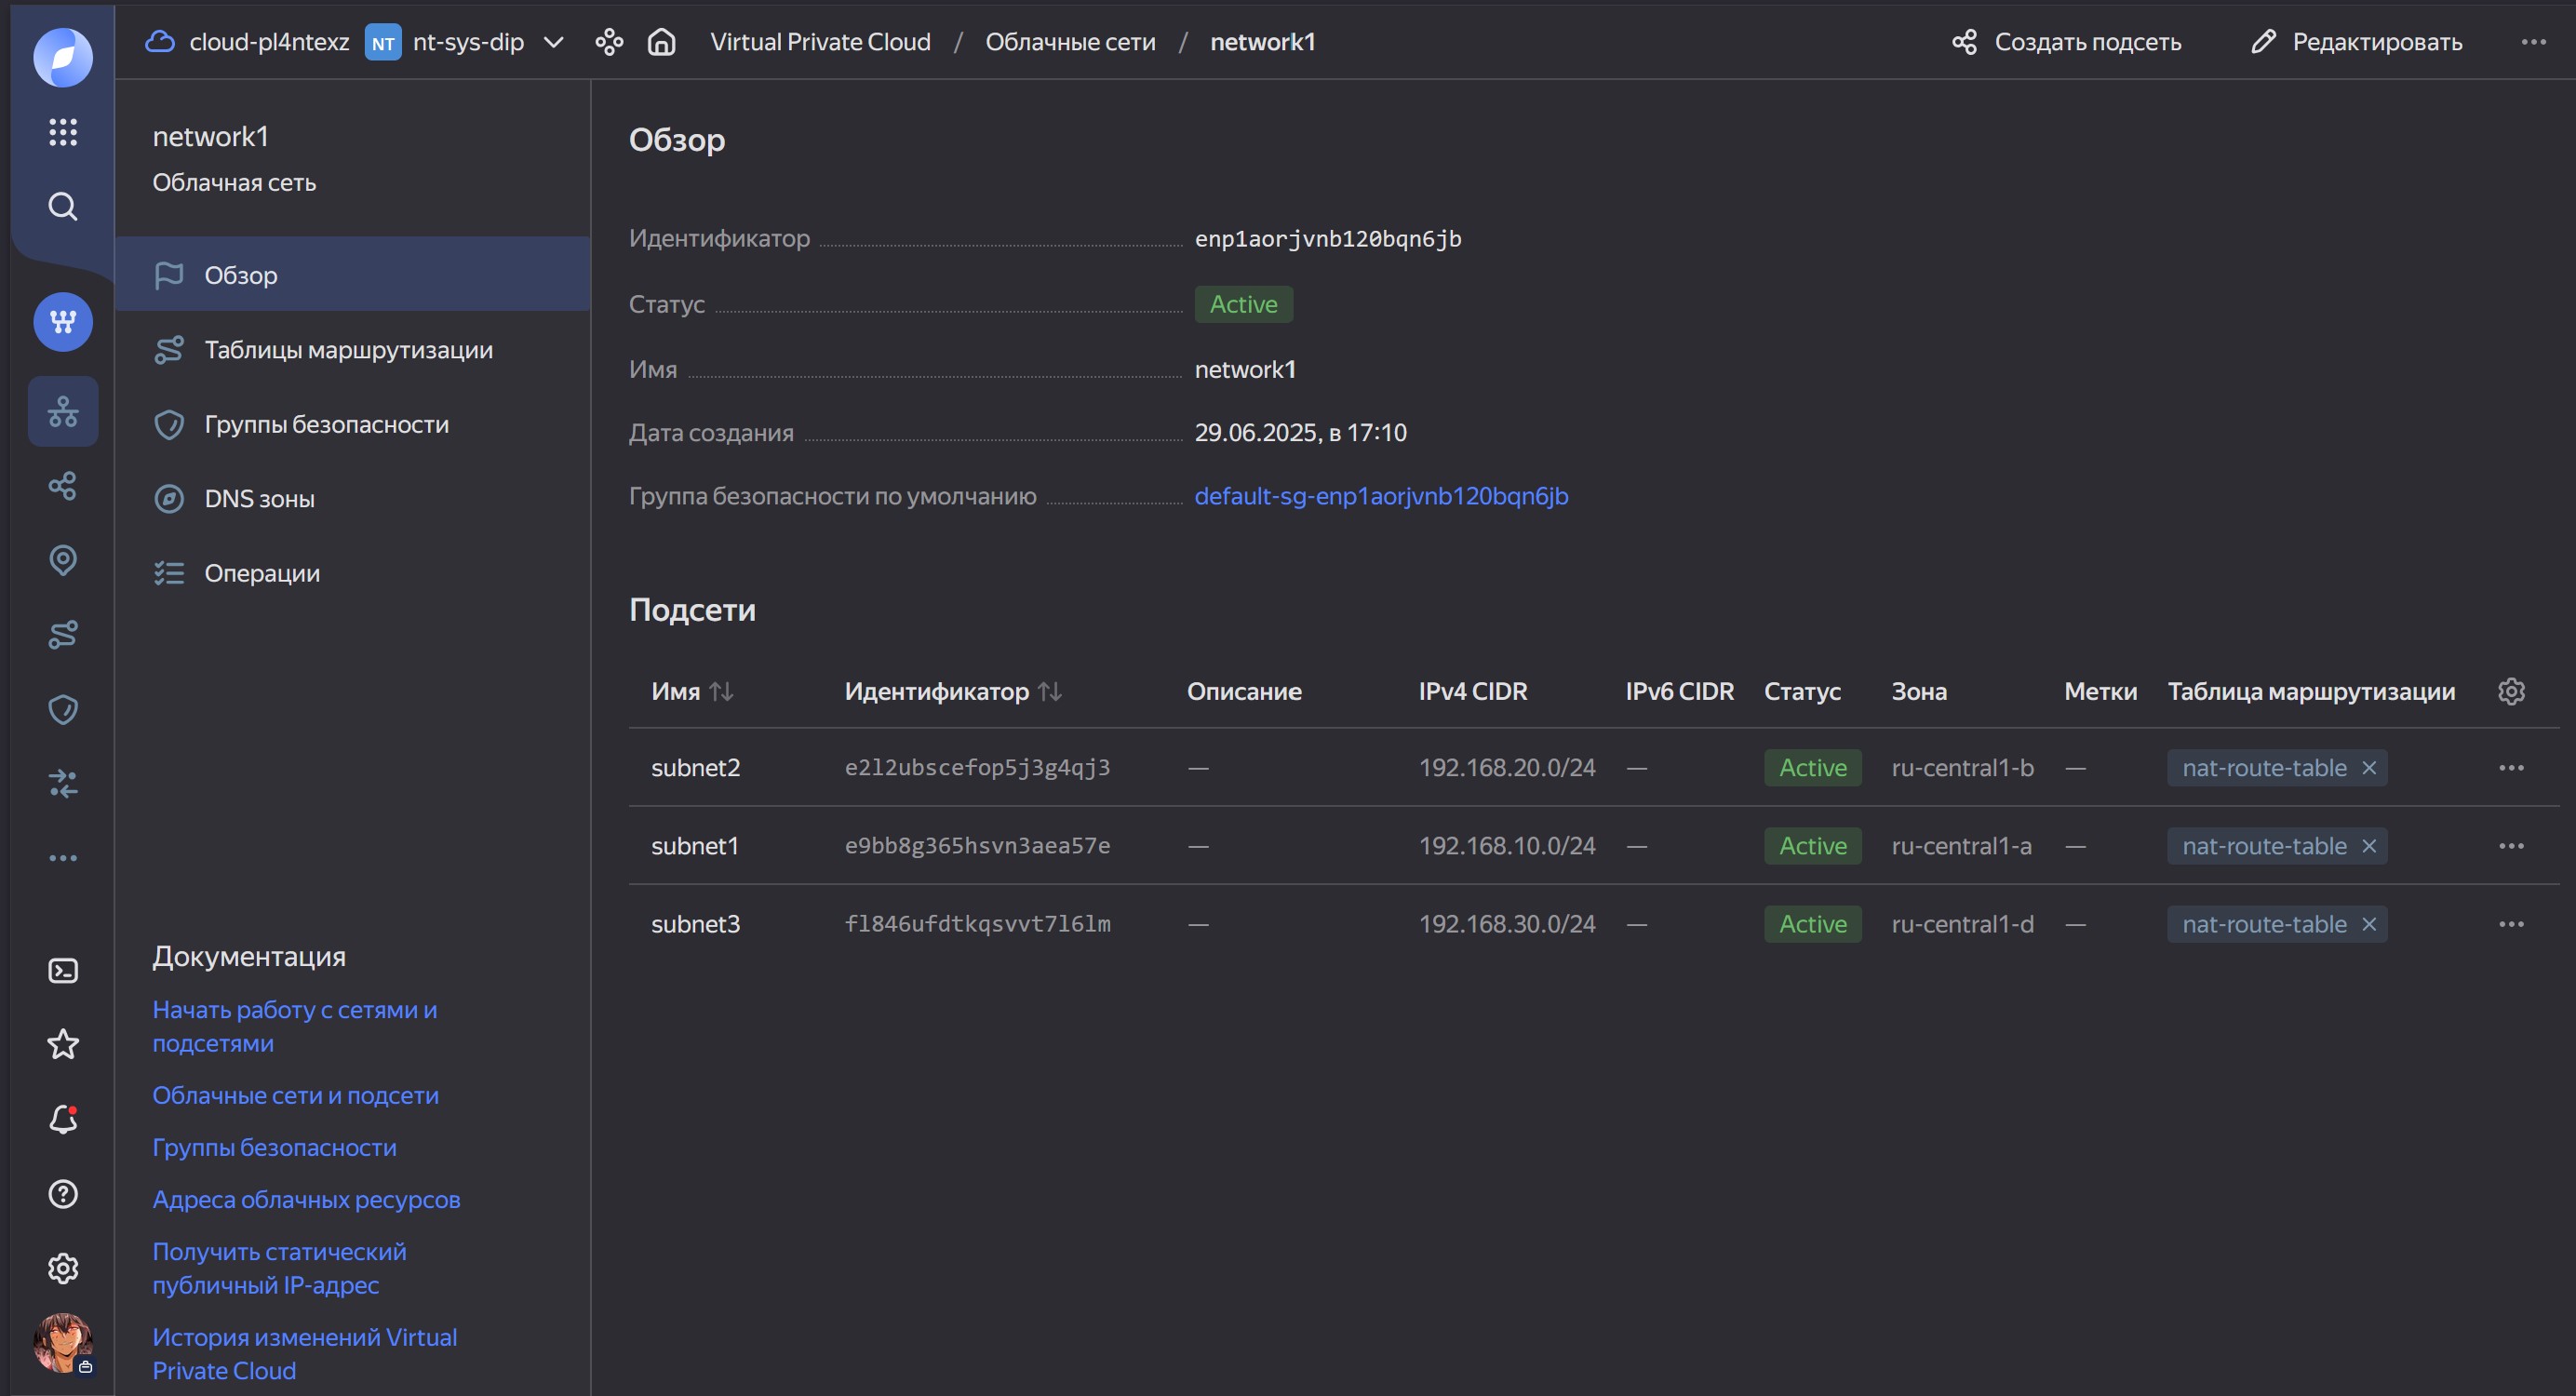 cloud-pl4ntexz NT nt-sys-dip Virtual Private Cloud / Облачные сети / network1 Создать подсеть Редактировать
network1
Облачная сеть
Обзор
Таблицы маршрутизации
Группы безопасности
DNS зоны
Операции
Документация
Начать работу с сетями и
подсетями
Облачные сети и подсети
Группы безопасности
Адреса облачных ресурсов
Получить статический
публичный IP-адрес
История изменений Virtual
Private Cloud
Обзор
Идентификатор enp1aorjvnb120bqn6jb
Статус Active
Имя network1
Дата создания 29.06.2025, в 17:10
Группа безопасности по умолчанию default-sg-enp1aorjvnb120bqn6jb
Подсети
Имя Идентификатор Описание IPv4 CIDR IPv6 CIDR Статус Зона Метки Таблица маршрутизации
subnet2 e2l2ubscefop5j3g4qj3 — 192.168.20.0/24 — Active ru-central1-b — nat-route-table
subnet1 e9bb8g365hsvn3aea57e — 192.168.10.0/24 — Active ru-central1-a — nat-route-table
subnet3 fl846ufdtkqsvvt7l6lm — 192.168.30.0/24 — Active ru-central1-d — nat-route-table